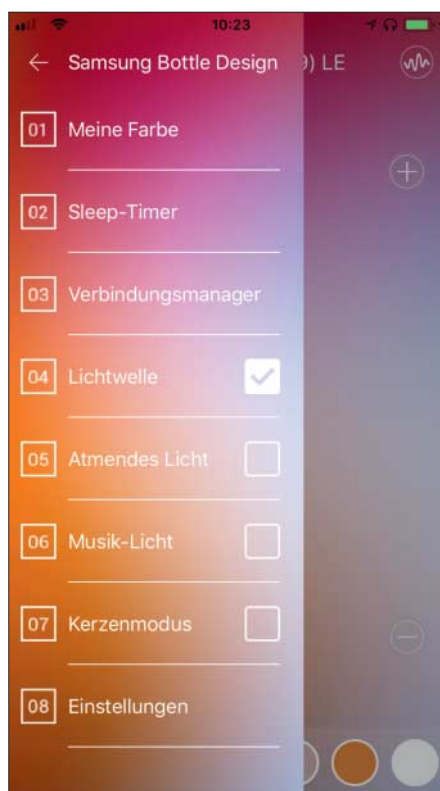 10:23
Samsung Bottle Design
9) LE
01 Meine Farbe
02 Sleep-Timer
03 Verbindungsmanager
04 Lichtwelle
05 Atmendes Licht
06 Musik-Licht
07 Kerzenmodus
08 Einstellungen